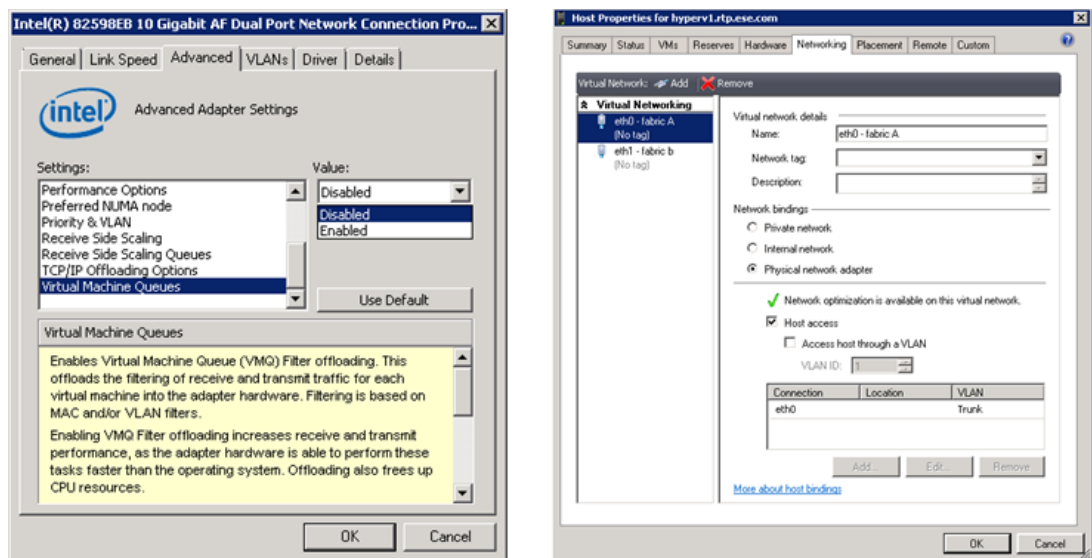 Intel(R) 82598EB 10 Gigabit AF Dual Port Network Connection Pro...
General Link Speed Advanced VLANs Driver Details
intel
Advanced Adapter Settings
Settings:
Value:
Performance Options
Preferred NUMA node
Priority & VLAN
Receive Side Scaling
Receive Side Scaling Queues
TCP/IP Offloading Options
Virtual Machine Queues
Disabled
Disabled
Enabled
Use Default
Virtual Machine Queues
Enables Virtual Machine Queue (VMQ) Filter offloading. This
offloads the filtering of receive and transmit traffic for each
virtual machine into the adapter hardware. Filtering is based on
MAC and/or VLAN filters.
Enabling VMQ Filter offloading increases receive and transmit
performance, as the adapter hardware is able to perform these
tasks faster than the operating system. Offloading also frees up
CPU resources.
OK Cancel
Host Properties for hyperv1.rtp.ese.com
Summary Status VMs Reserves Hardware Networking Placement Remote Custom
Virtual Network: Add Remove
Virtual Networking
eth0 - fabric A
(No tag)
eth1 - fabric b
(No tag)
Virtual network details
Name: eth0 - fabric A
Network tag:
Description:
Network bindings
Private network
Internal network
Physical network adapter
Network optimization is available on this virtual network.
Host access
Access host through a VLAN
VLAN ID: 1
Connection Location VLAN
eth0 Trunk
Add... Edit... Remove
More about host bindings
OK Cancel